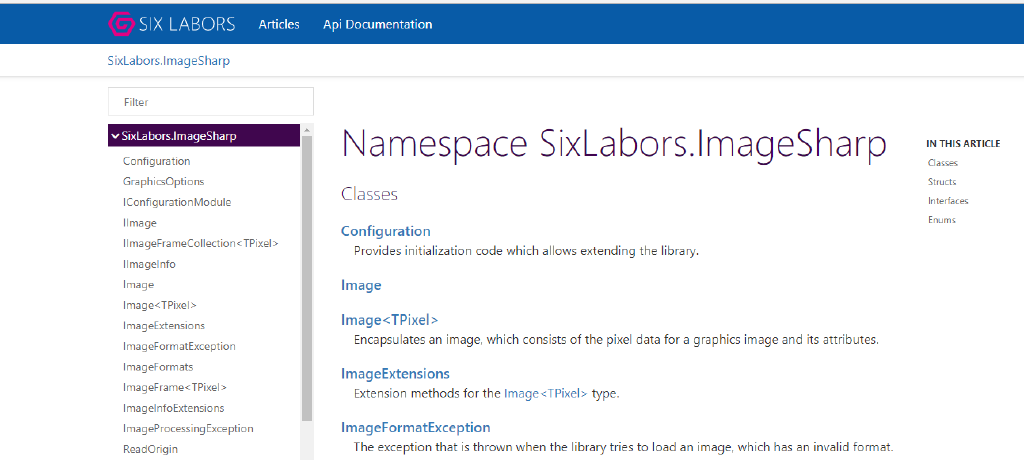 SIX LABORS Articles Api Documentation
SixLabors.ImageSharp
Filter
SixLabors.ImageSharp
Configuration
GraphicsOptions
IConfigurationModule
IImage
IImageFrameCollection<TPixel>
IImageInfo
Image
Image<TPixel>
ImageExtensions
ImageFormatException
ImageFormats
ImageFrame<TPixel>
ImageInfoExtensions
ImageProcessingException
ReadOrigin
Namespace SixLabors.ImageSharp
Classes
Configuration
Provides initialization code which allows extending the library.
Image
Image<TPixel>
Encapsulates an image, which consists of the pixel data for a graphics image and its attributes.
ImageExtensions
Extension methods for the Image<TPixel> type.
ImageFormatException
The exception that is thrown when the library tries to load an image, which has an invalid format.
IN THIS ARTICLE
Classes
Structs
Interfaces
Enums